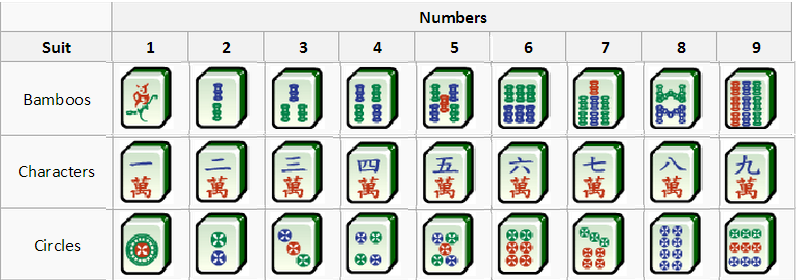 Numbers
Suit 1 2 3 4 5 6 7 8 9
Bamboos
Characters 一萬 二萬 三萬 四萬 五萬 六萬 七萬 八萬 九萬
Circles